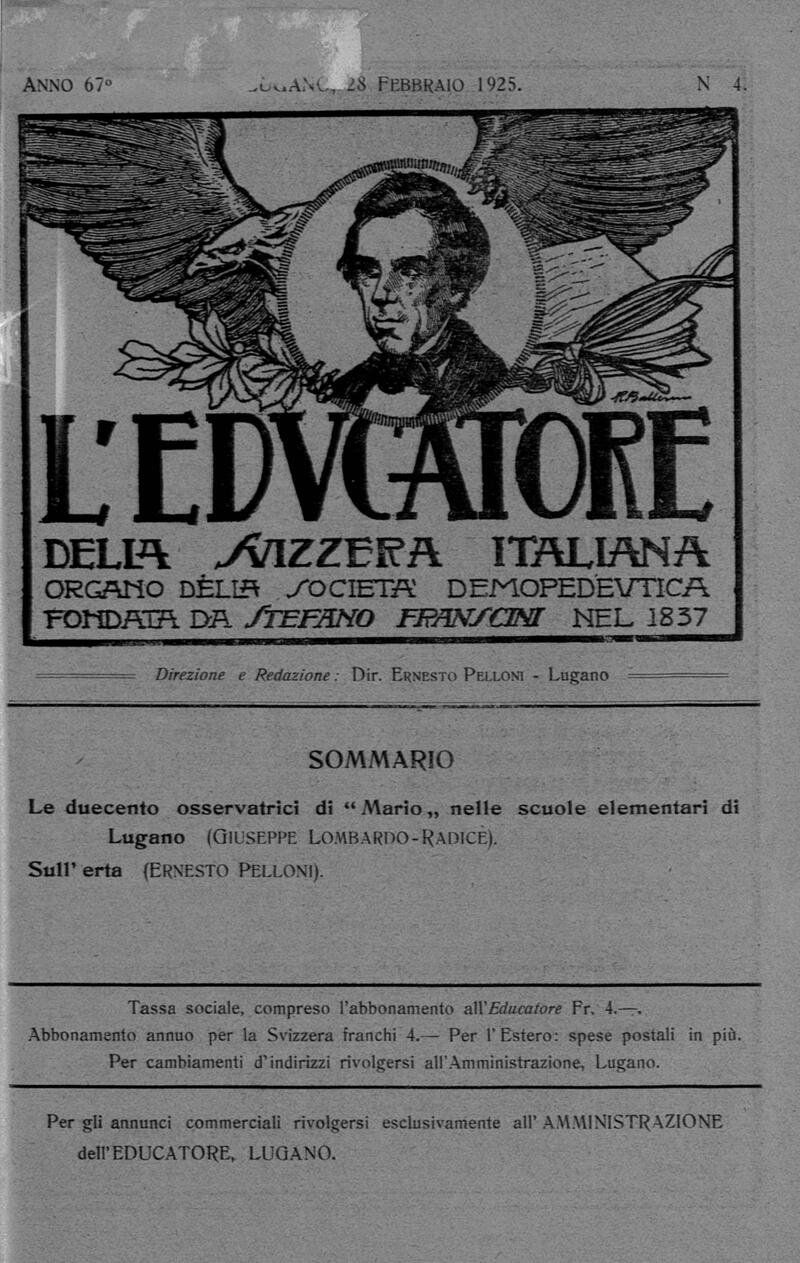 ANNO 67º
28 FEBBRAIO 1925.
N 4.
L'EDVCATORE
DELLA SVIZZERA ITALIANA
ORGANO DELLA SOCIETA' DEMOPEDEVTICA
FONDATA DA STEFANO FRANSCINI NEL 1837
Direzione e Redazione: Dir. ERNESTO PELLONI - Lugano
SOMMARIO
Le duecento osservatrici di “Mario„ nelle scuole elementari di
Lugano (GIUSEPPE LOMBARDO-RADICE).
Sull' erta (ERNESTO PELLONI).
Tassa sociale, compreso l'abbonamento all'Educatore Fr. 4.—.
Abbonamento annuo per la Svizzera franchi 4.— Per l'Estero: spese postali in più.
Per cambiamenti d'indirizzi rivolgersi all'Amministrazione, Lugano.
Per gli annunci commerciali rivolgersi esclusivamente all' AMMINISTRAZIONE
dell'EDUCATORE, LUGANO.